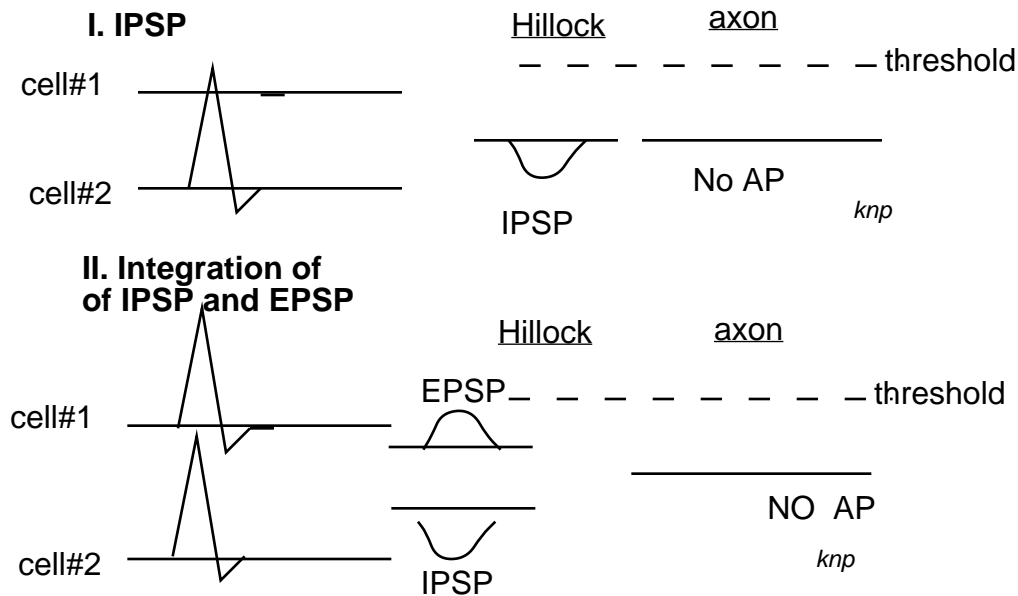 I. IPSP
Hillock
axon
threshold
cell#1
cell#2
No AP
knp
IPSP
II. Integration of
of IPSP and EPSP
Hillock
axon
EPSP
threshold
cell#1
NO AP
cell#2
knp
IPSP